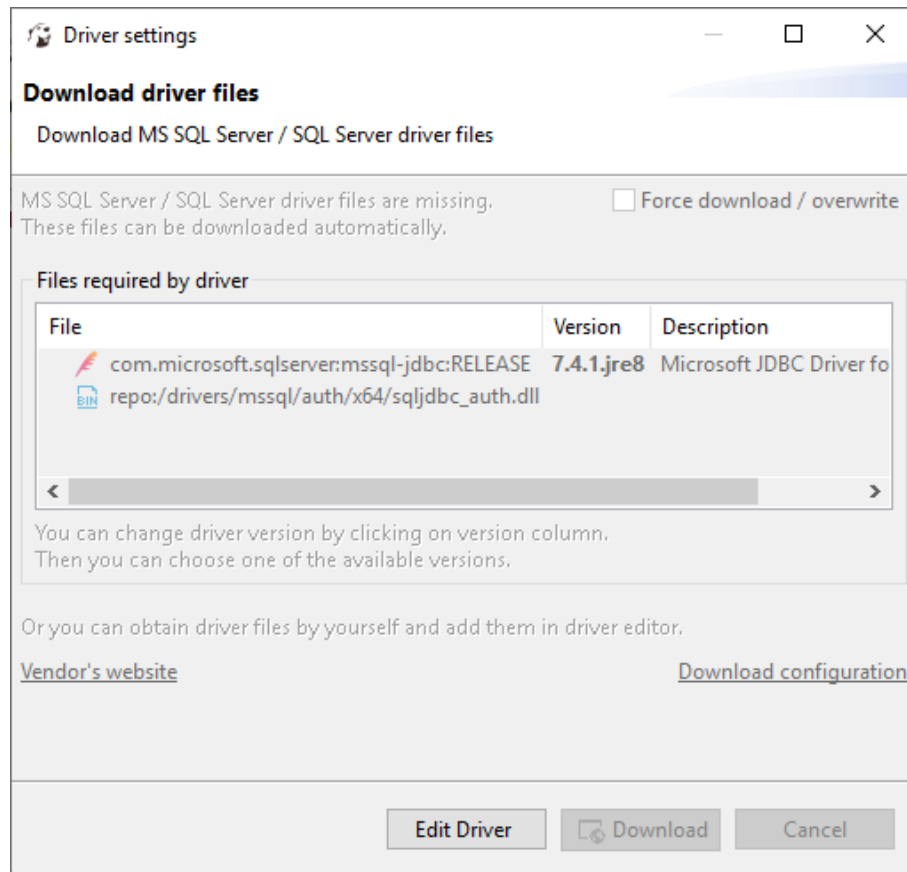 Driver settings
Download driver files
Download MS SQL Server / SQL Server driver files
MS SQL Server / SQL Server driver files are missing.
These files can be downloaded automatically.
Force download / overwrite
Files required by driver
File Version Description
com.microsoft.sqlserver:mssql-jdbc:RELEASE 7.4.1.jre8 Microsoft JDBC Driver fo
BIN repo:/drivers/mssql/auth/x64/sqljdbc_auth.dll
You can change driver version by clicking on version column.
Then you can choose one of the available versions.
Or you can obtain driver files by yourself and add them in driver editor.
Vendor's website Download configuration
Edit Driver Download Cancel